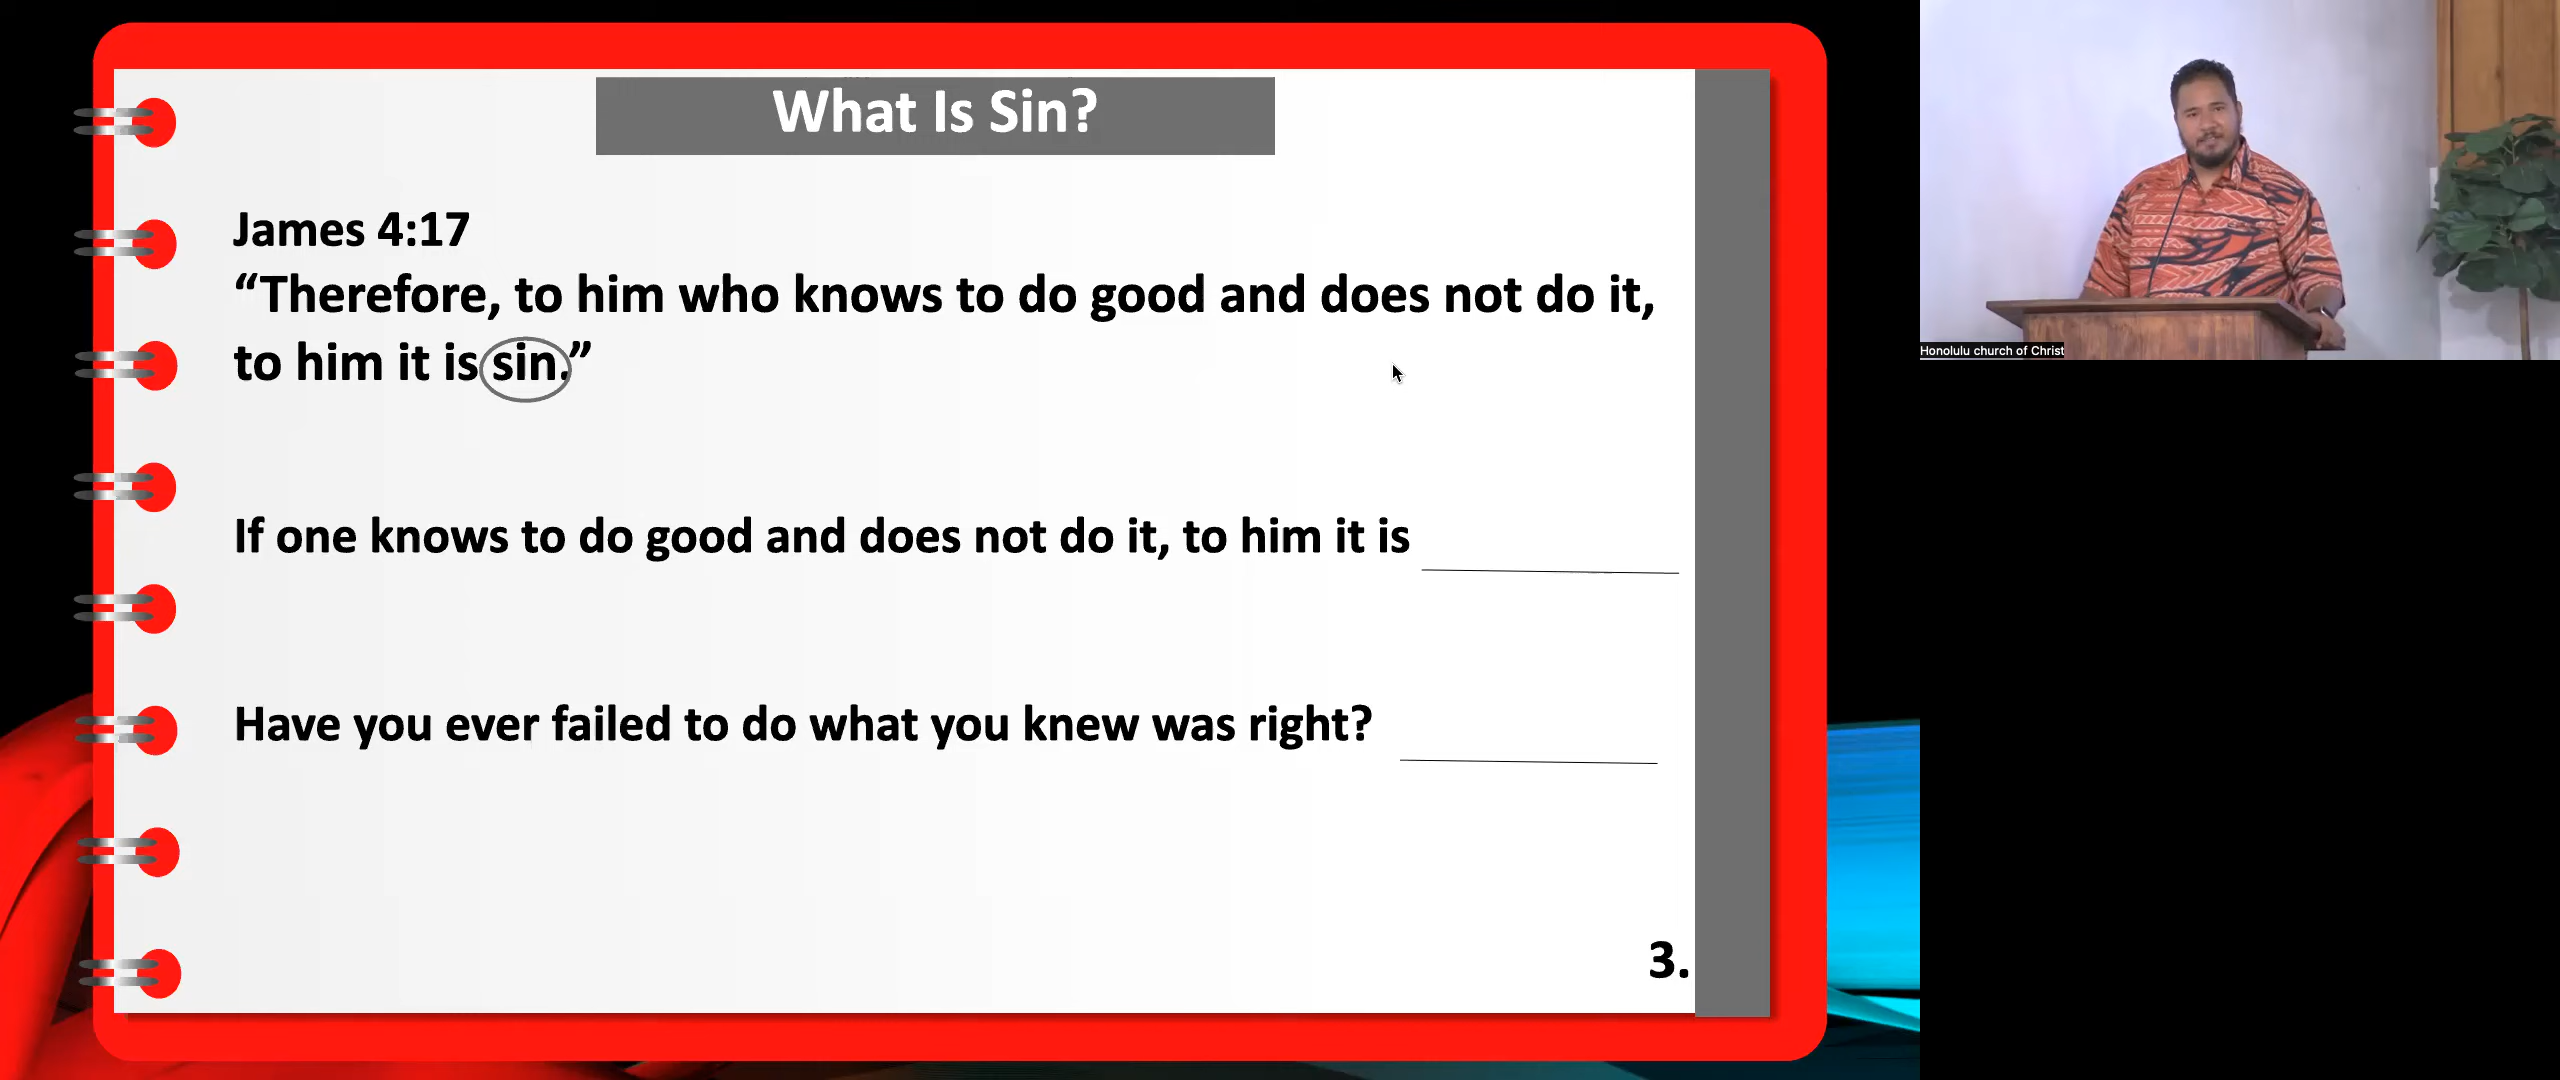 What Is Sin?
James 4:17
“Therefore, to him who knows to do good and does not do it,
to him it is sin.”
If one knows to do good and does not do it, to him it is
Have you ever failed to do what you knew was right?
3.
Honolulu church of Christ